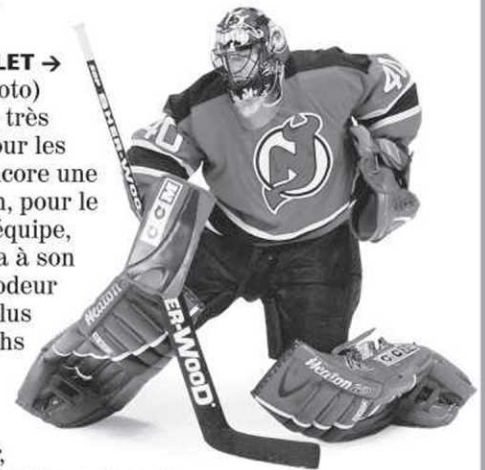 LET →
oto)
très
our les
ncore une
n, pour le
équipe,
a à son
odeur
lus
hs
40
40
SHER-WOOD
CCM
Heaton
ER-WOOD
Heaton
CCM